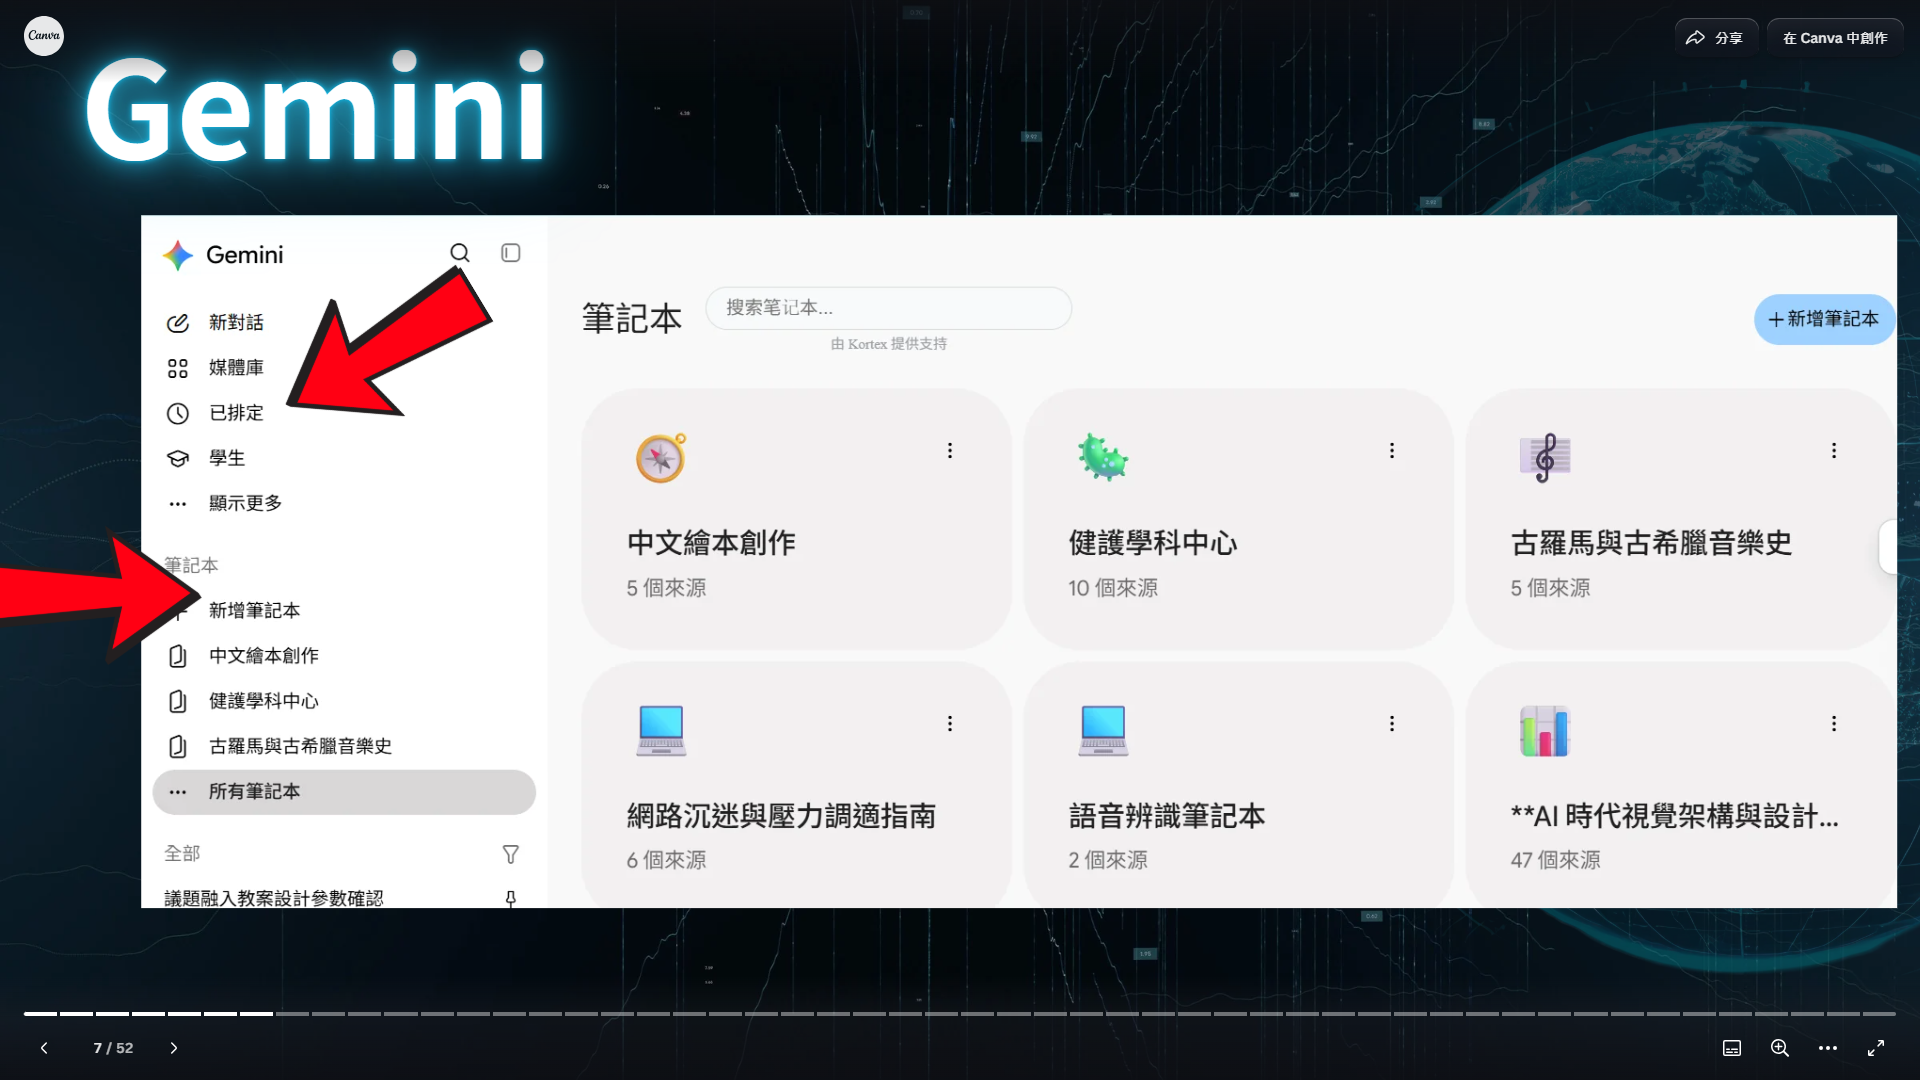 Canva
分享
在 Canva 中創作
Gemini
Gemini
新對話
媒體庫
已排定
學生
顯示更多
筆記本
新增筆記本
中文繪本創作
健護學科中心
古羅馬與古希臘音樂史
所有筆記本
全部
議題融入教案設計參數確認
筆記本
搜索笔记本...
由 Kortex 提供支持
+新增筆記本
中文繪本創作
5 個來源
健護學科中心
10 個來源
古羅馬與古希臘音樂史
5 個來源
網路沉迷與壓力調適指南
6 個來源
語音辨識筆記本
2 個來源
**AI 時代視覺架構與設計...
47 個來源
7 / 52